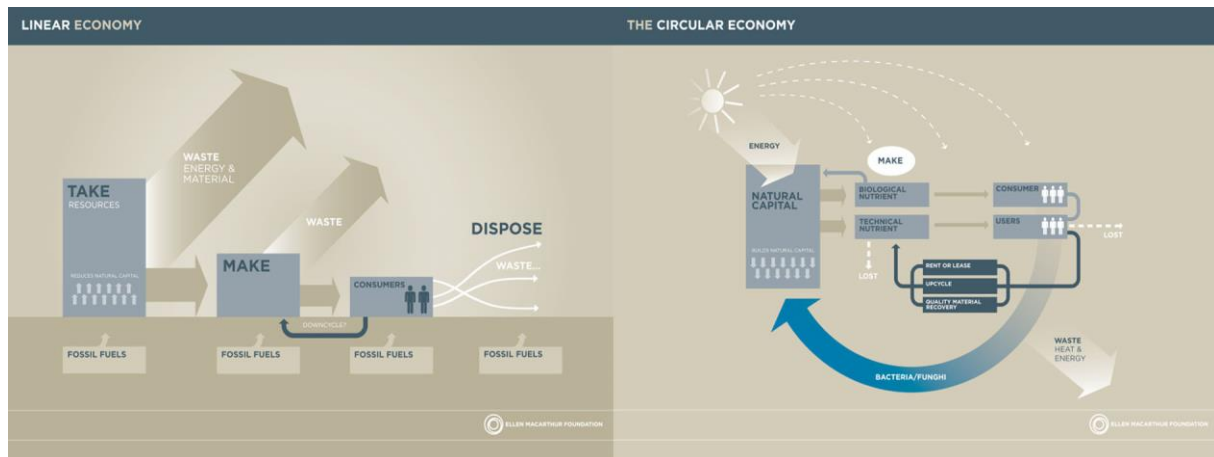 LINEAR ECONOMY
TAKE
RESOURCES
REDUCES NATURAL CAPITAL
WASTE
ENERGY &
MATERIAL
WASTE
MAKE
CONSUMERS
DISPOSE
WASTE...
DOWNCYCLE?
FOSSIL FUELS
FOSSIL FUELS
FOSSIL FUELS
FOSSIL FUELS
ELLEN MACARTHUR FOUNDATION
THE CIRCULAR ECONOMY
ENERGY
MAKE
NATURAL
CAPITAL
BUILDS NATURAL CAPITAL
BIOLOGICAL
NUTRIENT
CONSUMER
TECHNICAL
NUTRIENT
USERS
LOST
LOST
RENT OR LEASE
UPCYCLE
QUALITY MATERIAL
RECOVERY
WASTE
HEAT &
ENERGY
BACTERIA/FUNGHI
ELLEN MACARTHUR FOUNDATION